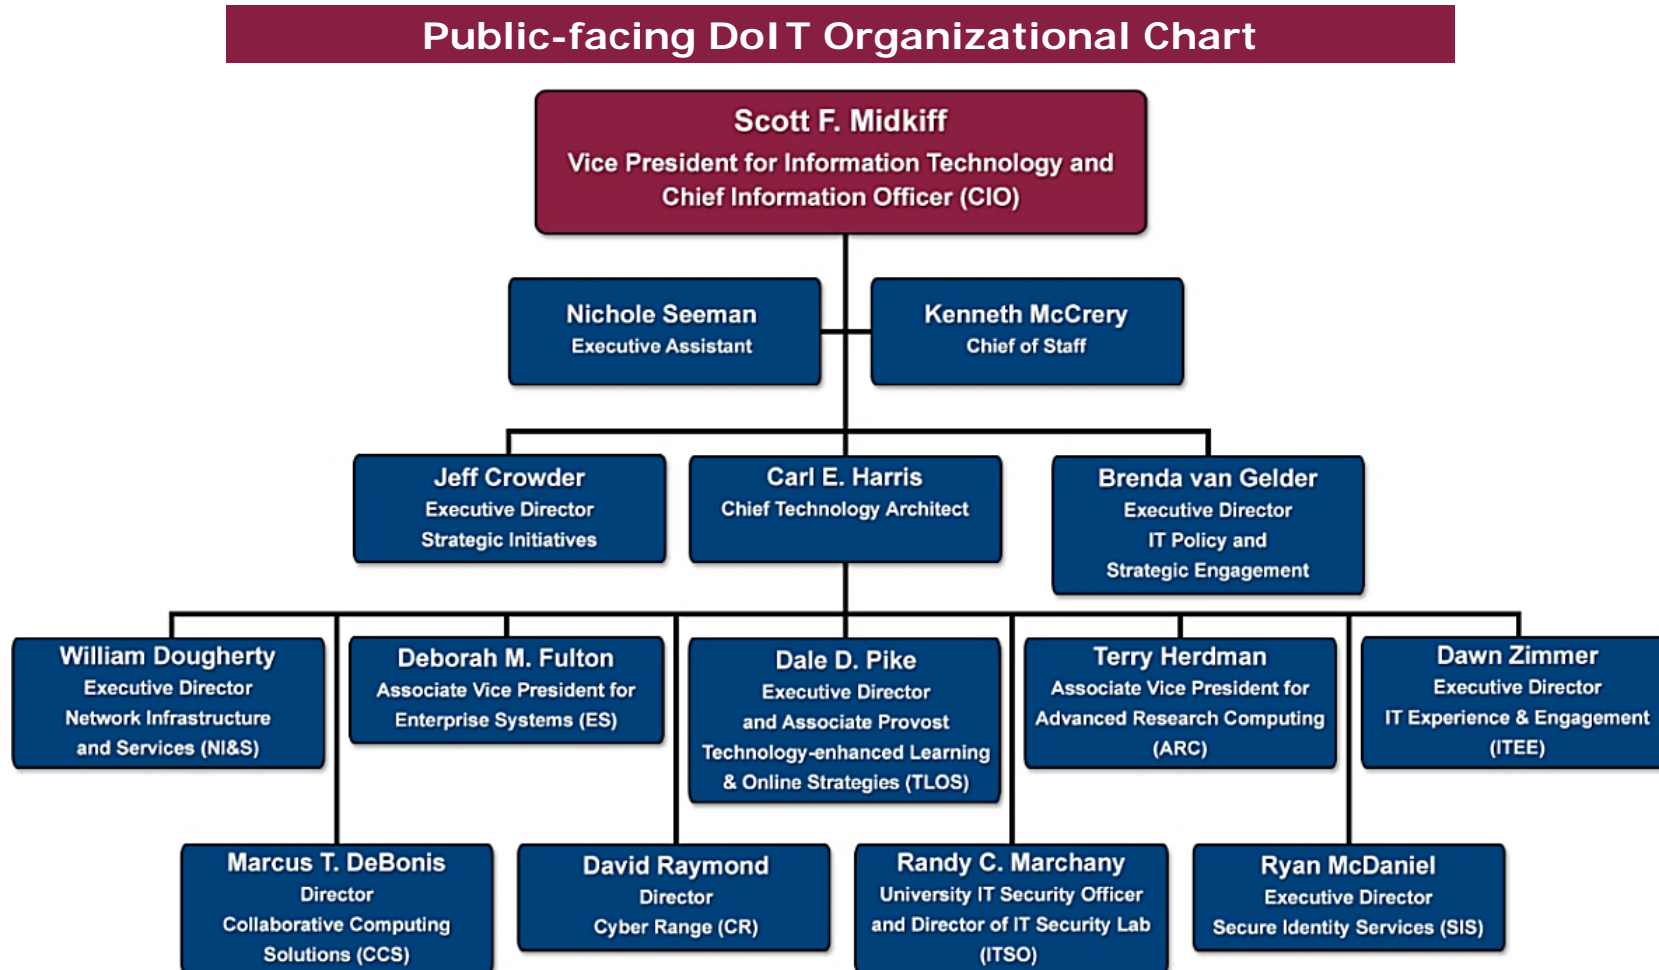 Public-facing DoIT Organizational Chart
Scott F. Midkiff
Vice President for Information Technology and
Chief Information Officer (CIO)
Nichole Seeman
Executive Assistant
Kenneth McCrery
Chief of Staff
Jeff Crowder
Executive Director
Strategic Initiatives
Carl E. Harris
Chief Technology Architect
Brenda van Gelder
Executive Director
IT Policy and
Strategic Engagement
William Dougherty
Executive Director
Network Infrastructure
and Services (NI&S)
Deborah M. Fulton
Associate Vice President for
Enterprise Systems (ES)
Dale D. Pike
Executive Director
and Associate Provost
Technology-enhanced Learning
& Online Strategies (TLOS)
Terry Herdman
Associate Vice President for
Advanced Research Computing
(ARC)
Dawn Zimmer
Executive Director
IT Experience & Engagement
(ITEE)
Marcus T. DeBonis
Director
Collaborative Computing
Solutions (CCS)
David Raymond
Director
Cyber Range (CR)
Randy C. Marchany
University IT Security Officer
and Director of IT Security Lab
(ITSO)
Ryan McDaniel
Executive Director
Secure Identity Services (SIS)